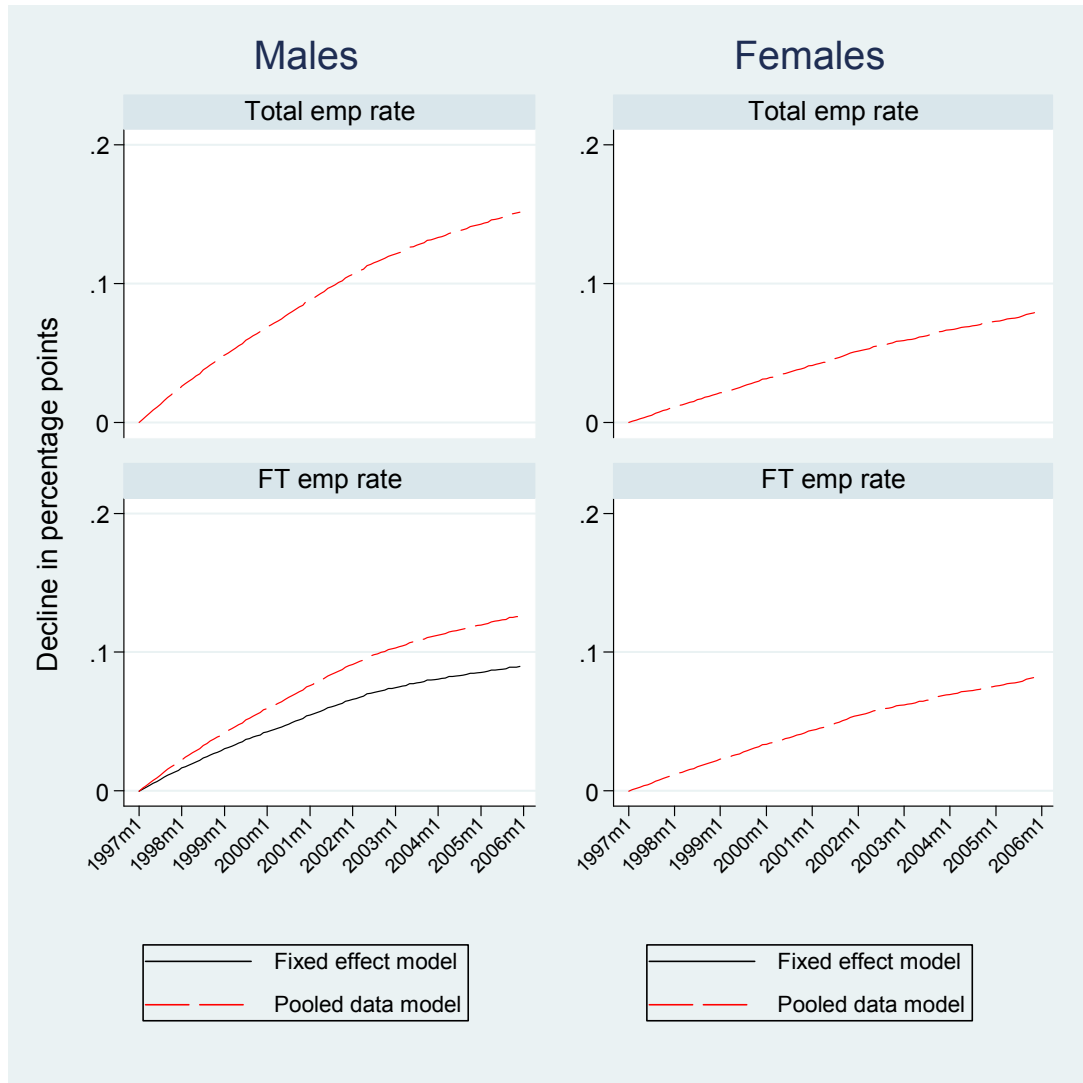 Males
Females
Total emp rate
Total emp rate
.2
.1
0
.2
.1
0
FT emp rate
FT emp rate
.2
.1
0
.2
.1
0
Decline in percentage points
1997m1
1998m1
1999m1
2000m1
2001m1
2002m1
2003m1
2004m1
2005m1
2006m1
1997m1
1998m1
1999m1
2000m1
2001m1
2002m1
2003m1
2004m1
2005m1
2006m1
Fixed effect model
Pooled data model
Fixed effect model
Pooled data model